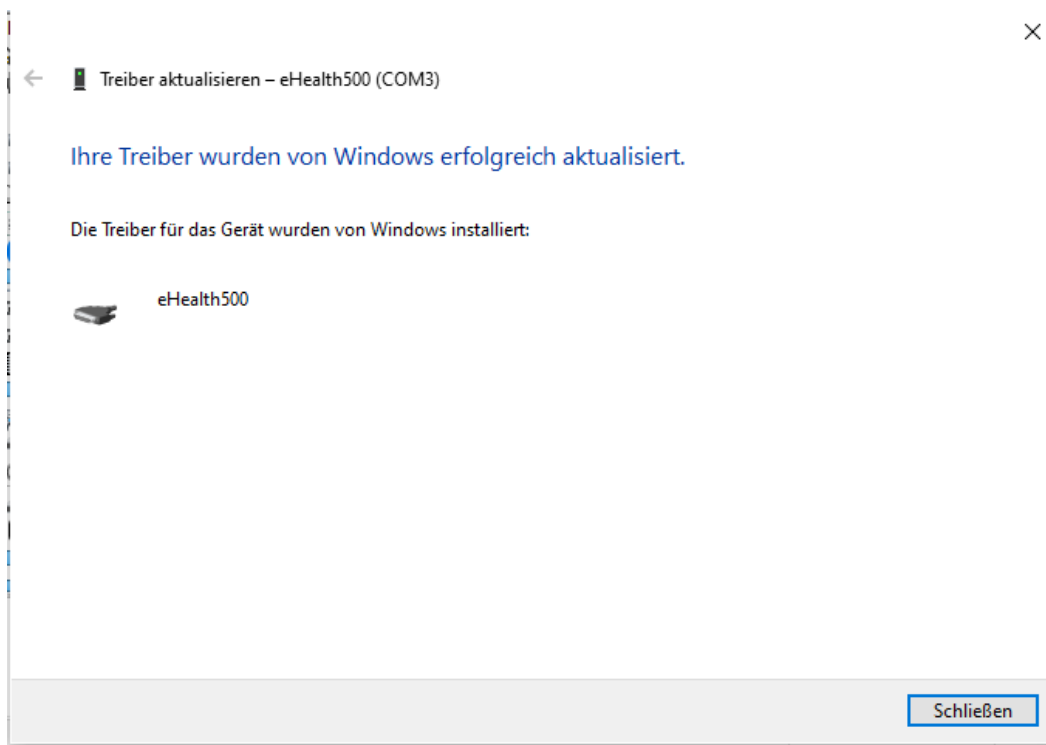 Treiber aktualisieren – eHealth500 (COM3)
Ihre Treiber wurden von Windows erfolgreich aktualisiert.
Die Treiber für das Gerät wurden von Windows installiert:
eHealth500
Schließen